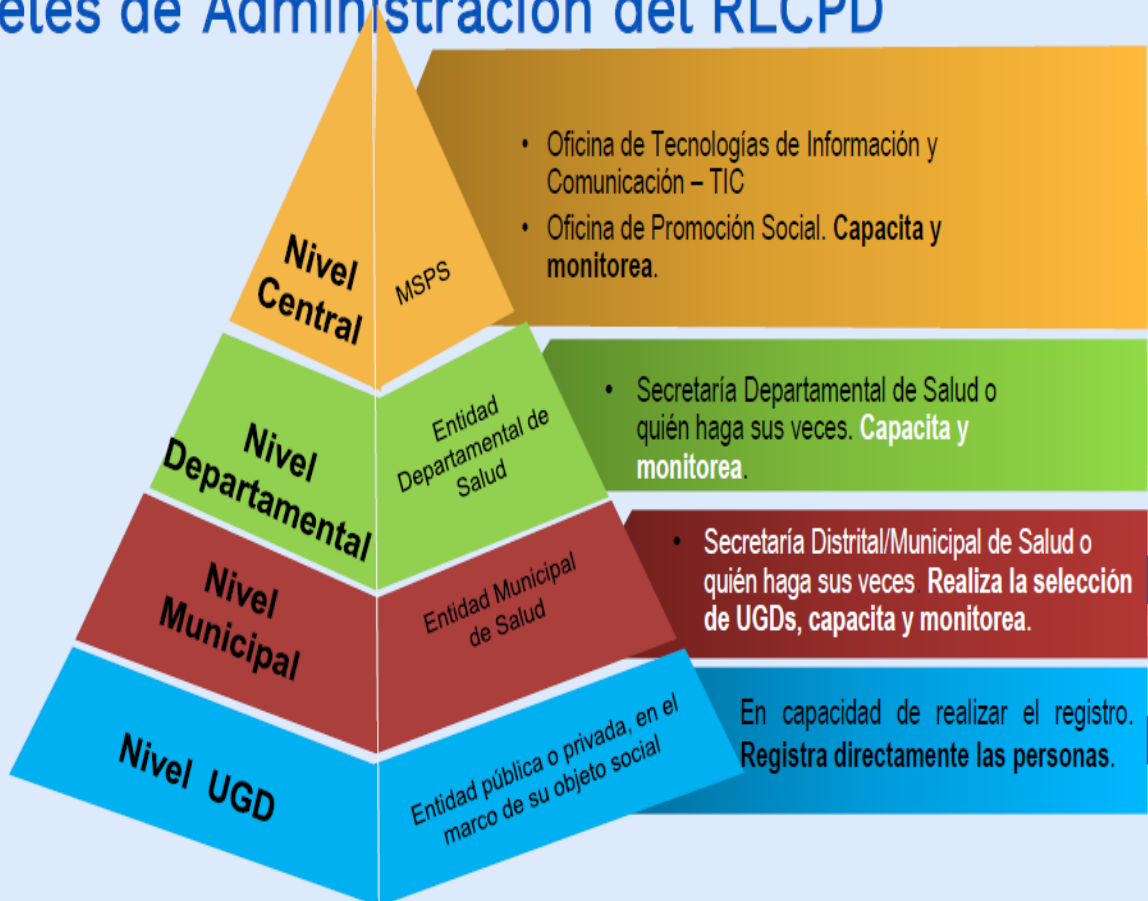 eles de Administración del RLCPD
Nivel
Central
MSPS
• Oficina de Tecnologías de Información y
Comunicación – TIC
• Oficina de Promoción Social. Capacita y
monitorea.
Nivel
Departamental
Entidad
Departamental de
Salud
• Secretaría Departamental de Salud o
quién haga sus veces. Capacita y
monitorea.
Nivel
Municipal
Entidad Municipal
de Salud
• Secretaría Distrital/Municipal de Salud o
quién haga sus veces. Realiza la selección
de UGDs, capacita y monitorea.
Nivel UGD
Entidad pública o privada, en el
marco de su objeto social
En capacidad de realizar el registro.
Registra directamente las personas.